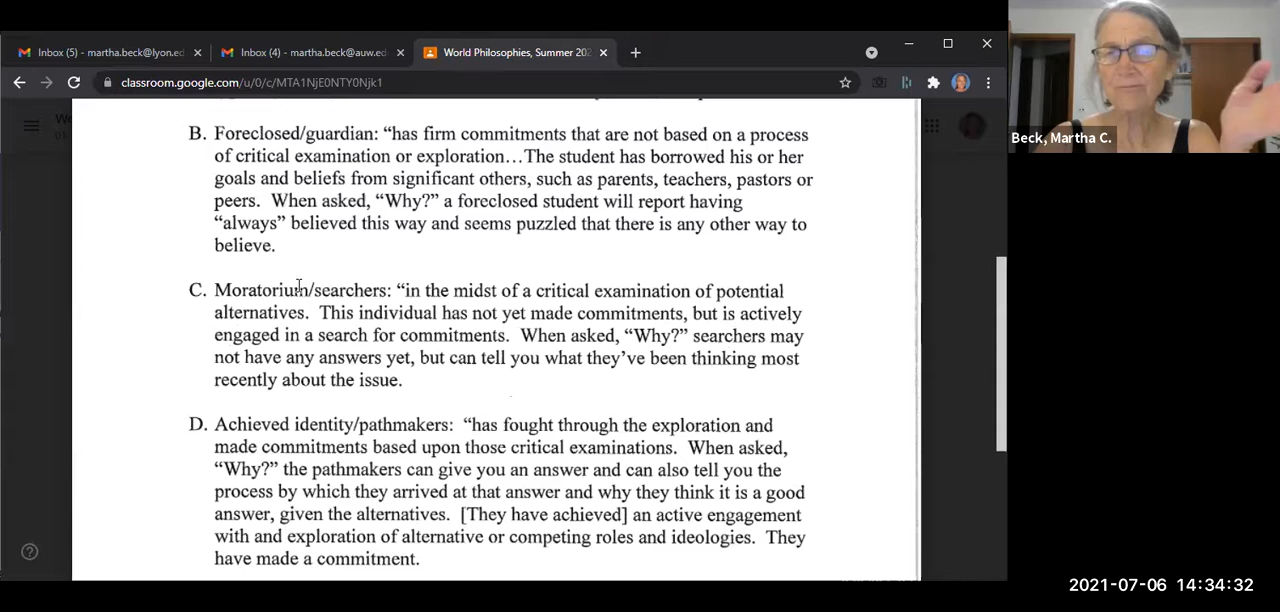 Inbox (5) - martha.beck@lyon.ed
Inbox (4) - martha.beck@auw.ed
World Philosophies, Summer 202
classroom.google.com/u/0/c/MTA1NjE0NTY0Njk1
Beck, Martha C.
B. Foreclosed/guardian: “has firm commitments that are not based on a process
of critical examination or exploration…The student has borrowed his or her
goals and beliefs from significant others, such as parents, teachers, pastors or
peers. When asked, “Why?” a foreclosed student will report having
“always” believed this way and seems puzzled that there is any other way to
believe.
C. Moratorium/searchers: “in the midst of a critical examination of potential
alternatives. This individual has not yet made commitments, but is actively
engaged in a search for commitments. When asked, “Why?” searchers may
not have any answers yet, but can tell you what they’ve been thinking most
recently about the issue.
D. Achieved identity/pathmakers: “has fought through the exploration and
made commitments based upon those critical examinations. When asked,
“Why?” the pathmakers can give you an answer and can also tell you the
process by which they arrived at that answer and why they think it is a good
answer, given the alternatives. [They have achieved] an active engagement
with and exploration of alternative or competing roles and ideologies. They
have made a commitment.
2021-07-06 14:34:32